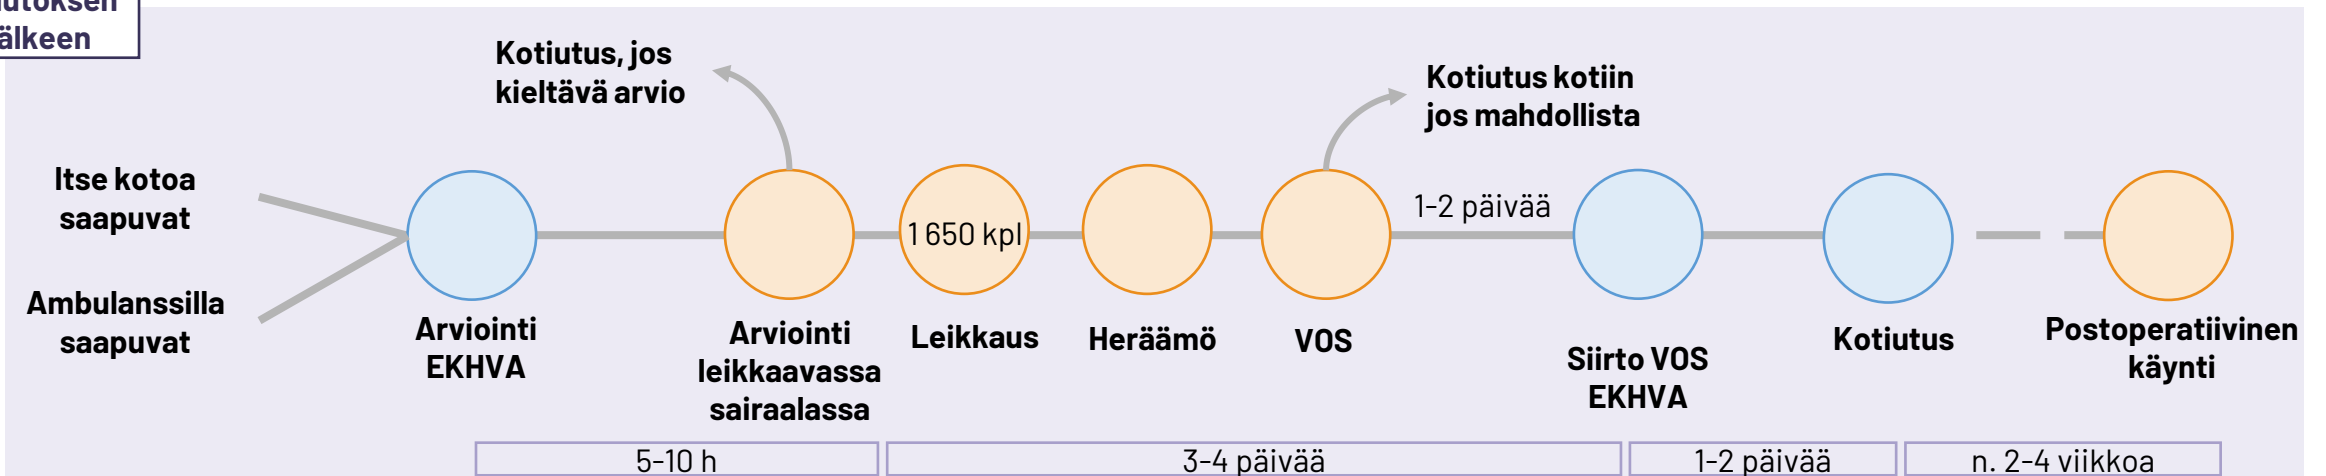 älkeen
Kotiutus, jos
kieltävä arvio
Kotiutus kotiin
jos mahdollista
Itse kotoa
saapuvat
Ambulanssilla
saapuvat
1 650 kpl
1-2 päivää
Arviointi
EKHVA
Arviointi
leikkaavassa
sairaalassa
Leikkaus
Heräämö
VOS
Siirto VOS
EKHVA
Kotiutus
Postoperatiivinen
käynti
5-10 h
3-4 päivää
1-2 päivää
n. 2-4 viikkoa